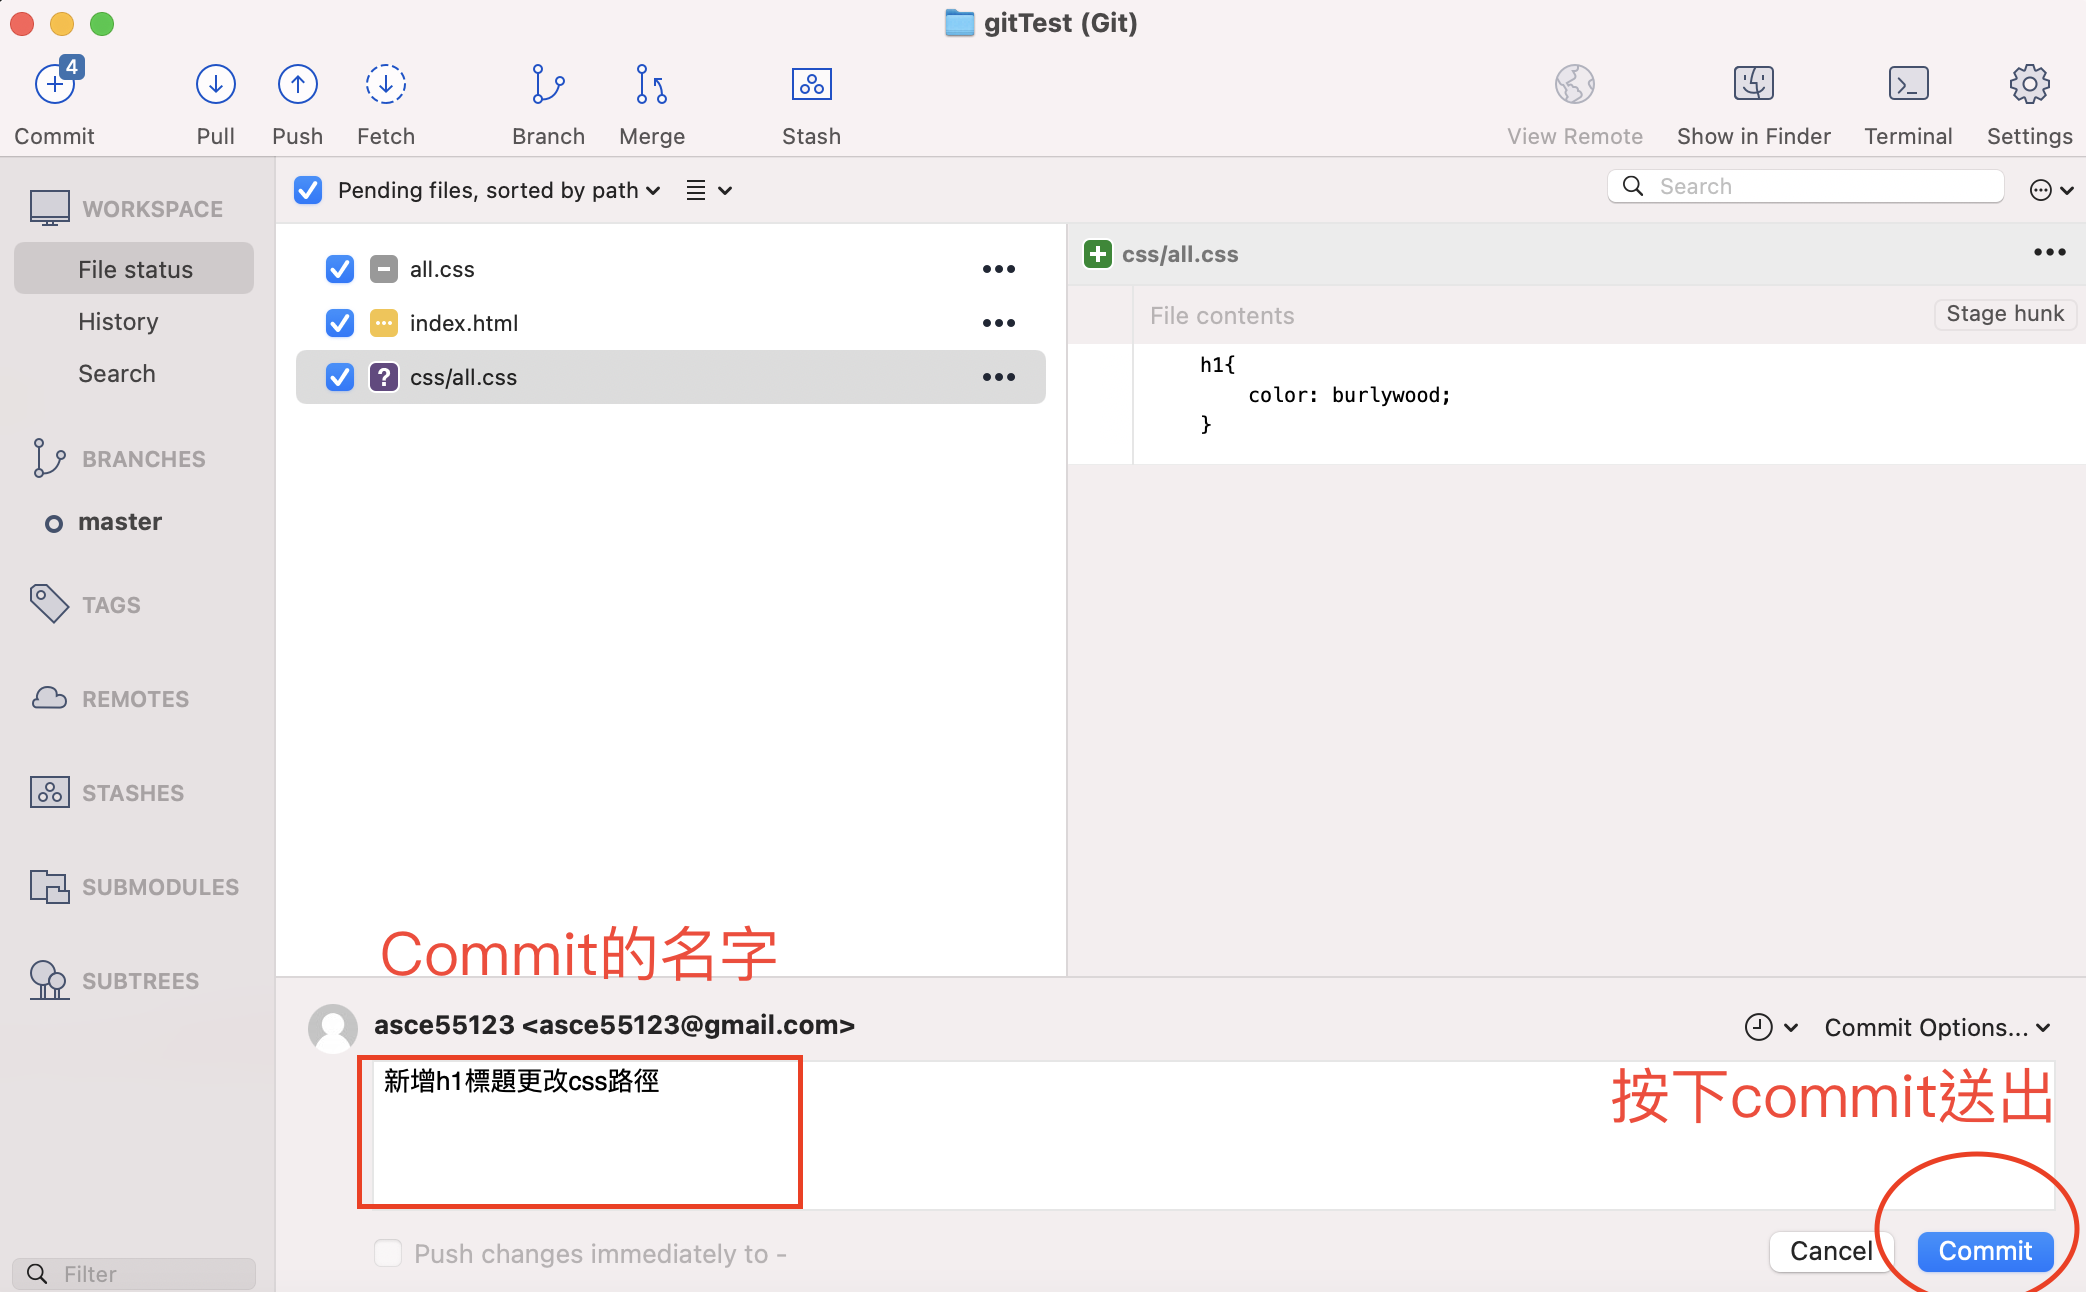 gitTest (Git)
4
Commit
Pull
Push
Fetch
Branch
Merge
Stash
View Remote
Show in Finder
Terminal
Settings
WORKSPACE
File status
History
Search
BRANCHES
master
TAGS
REMOTES
STASHES
SUBMODULES
SUBTREES
Filter
Pending files, sorted by path
Search
all.css
index.html
? css/all.css
css/all.css
File contents
Stage hunk
h1{
color: burlywood;
}
Commit的名字
asce55123 <asce55123@gmail.com>
Commit Options...
新增h1標題更改css路徑
按下commit送出
Push changes immediately to -
Cancel
Commit